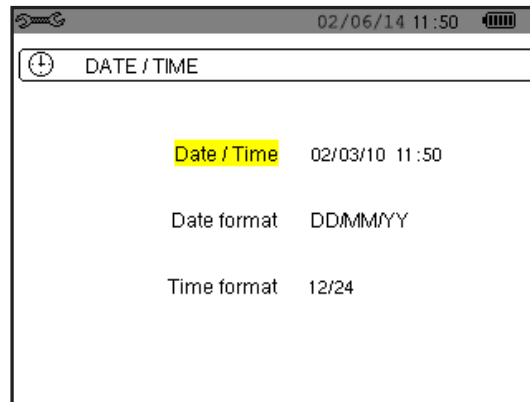 02/06/14 11:50
DATE / TIME
Date / Time 02/03/10 11:50
Date format DD/MM/YY
Time format 12/24